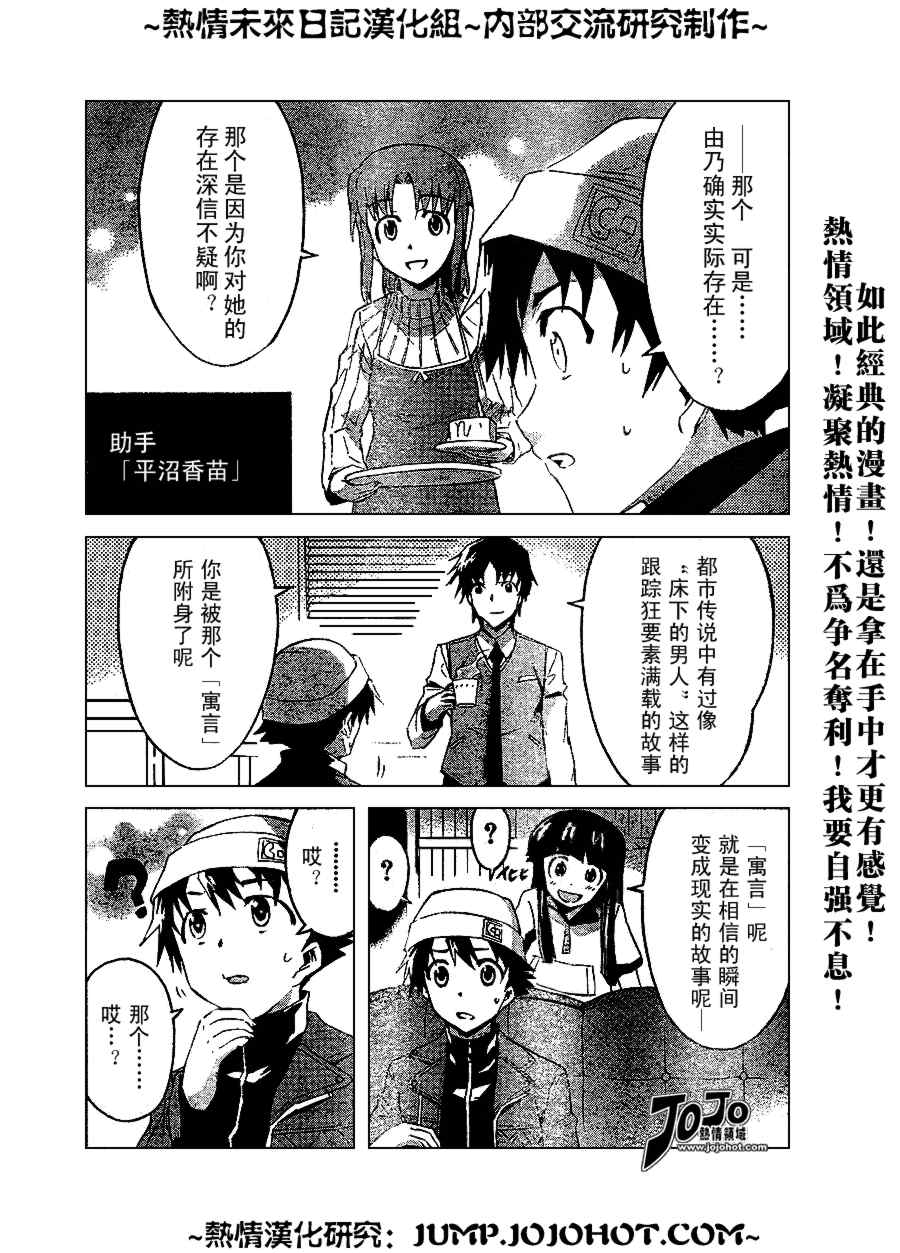 ~熱情未來日記漢化組~内部交流研究制作~
——那个 可是……
由乃确实实际存在……？
那个是因为你对她的
存在深信不疑啊？
助手
「平沼香苗」
都市传说中有过像
“床下的男人”这样的
跟踪狂要素满载的故事
你是被那个「寓言」
所附身了呢
「寓言」呢
就是在相信的瞬间
变成现实的故事呢—
？
？
………
哎？
？
那个……
哎…？
如此經典的漫畫！還是拿在手中才更有感覺！
熱情領域！凝聚熱情！不爲争名奪利！我要自强不息！
JOJO
熱情領域
www.jojohot.com
~熱情漢化研究：JUMP.JOJOHOT.COM~